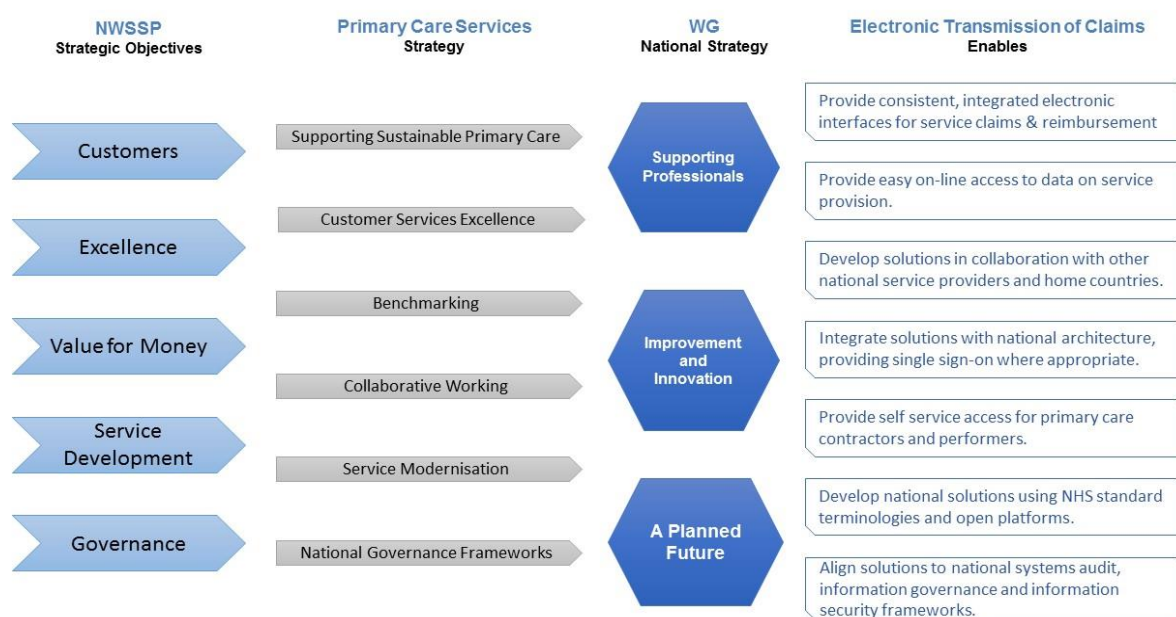 NWSSP
Strategic Objectives
Customers
Excellence
Value for Money
Service
Development
Governance
Primary Care Services
Strategy
Supporting Sustainable Primary Care
Customer Services Excellence
Benchmarking
Collaborative Working
Service Modernisation
National Governance Frameworks
WG
National Strategy
Supporting
Professionals
Improvement
and
Innovation
A Planned
Future
Electronic Transmission of Claims
Enables
Provide consistent, integrated electronic
interfaces for service claims & reimbursement
Provide easy on-line access to data on service
provision.
Develop solutions in collaboration with other
national service providers and home countries.
Integrate solutions with national architecture,
providing single sign-on where appropriate.
Provide self service access for primary care
contractors and performers.
Develop national solutions using NHS standard
terminologies and open platforms.
Align solutions to national systems audit,
information governance and information
security frameworks.